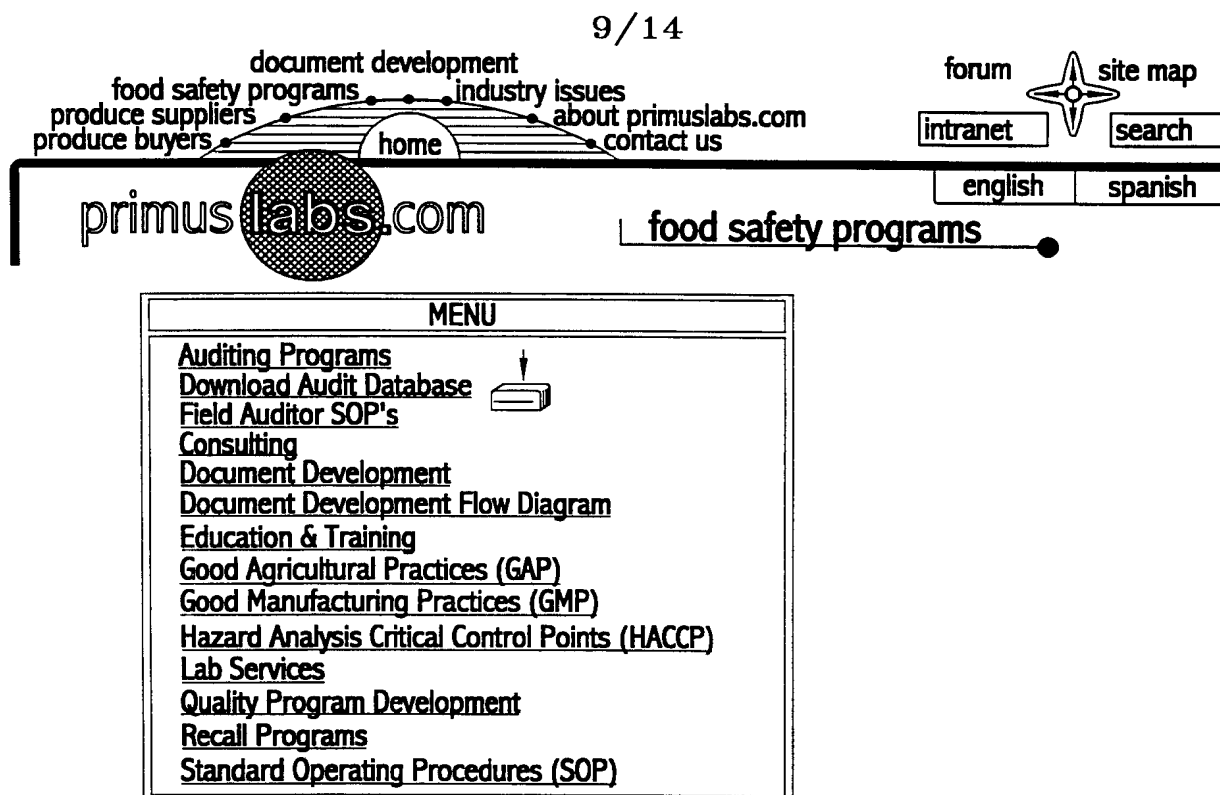 9/14
document development
food safety programs industry issues
produce suppliers about primuslabs.com
produce buyers home contact us
forum site map
intranet search
english spanish
primuslabs.com
food safety programs
MENU
Auditing Programs
Download Audit Database
Field Auditor SOP's
Consulting
Document Development
Document Development Flow Diagram
Education & Training
Good Agricultural Practices (GAP)
Good Manufacturing Practices (GMP)
Hazard Analysis Critical Control Points (HACCP)
Lab Services
Quality Program Development
Recall Programs
Standard Operating Procedures (SOP)